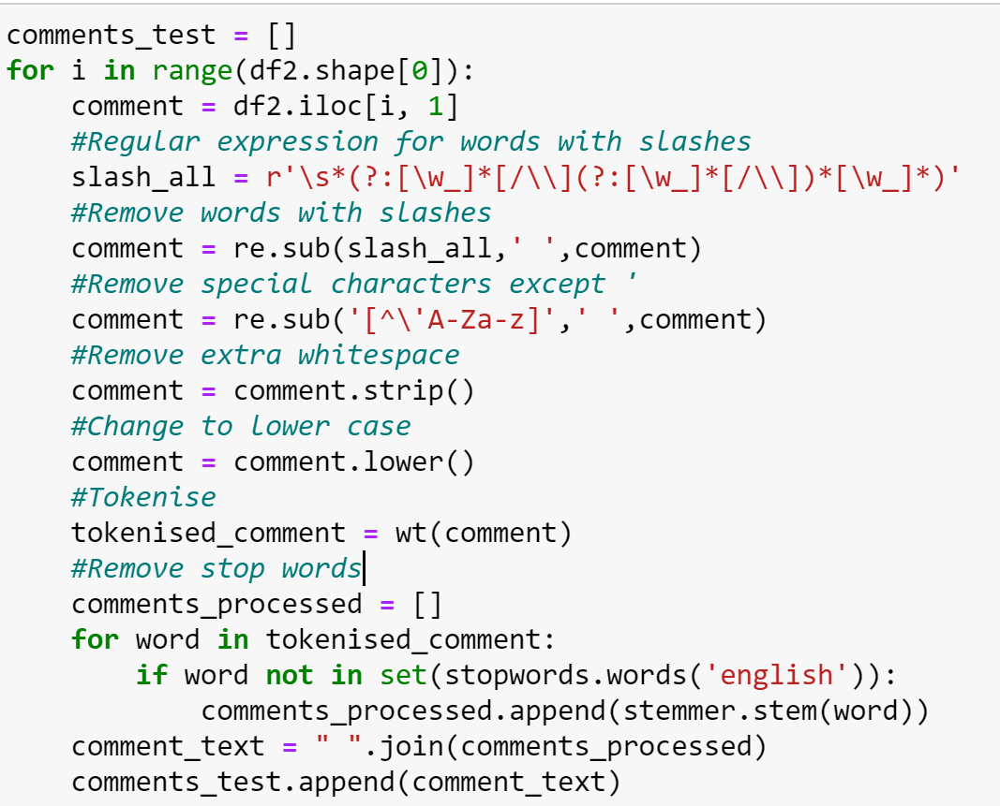 comments_test = []
for i in range(df2.shape[0]):
    comment = df2.iloc[i, 1]
    #Regular expression for words with slashes
    slash_all = r'\s*(?:[\w_]*[/\\](?:[\w_]*[/\\])*[\w_]*)'
    #Remove words with slashes
    comment = re.sub(slash_all,' ',comment)
    #Remove special characters except '
    comment = re.sub('[^\'A-Za-z]',' ',comment)
    #Remove extra whitespace
    comment = comment.strip()
    #Change to lower case
    comment = comment.lower()
    #Tokenise
    tokenised_comment = wt(comment)
    #Remove stop words
    comments_processed = []
    for word in tokenised_comment:
        if word not in set(stopwords.words('english')):
            comments_processed.append(stemmer.stem(word))
    comment_text = " ".join(comments_processed)
    comments_test.append(comment_text)